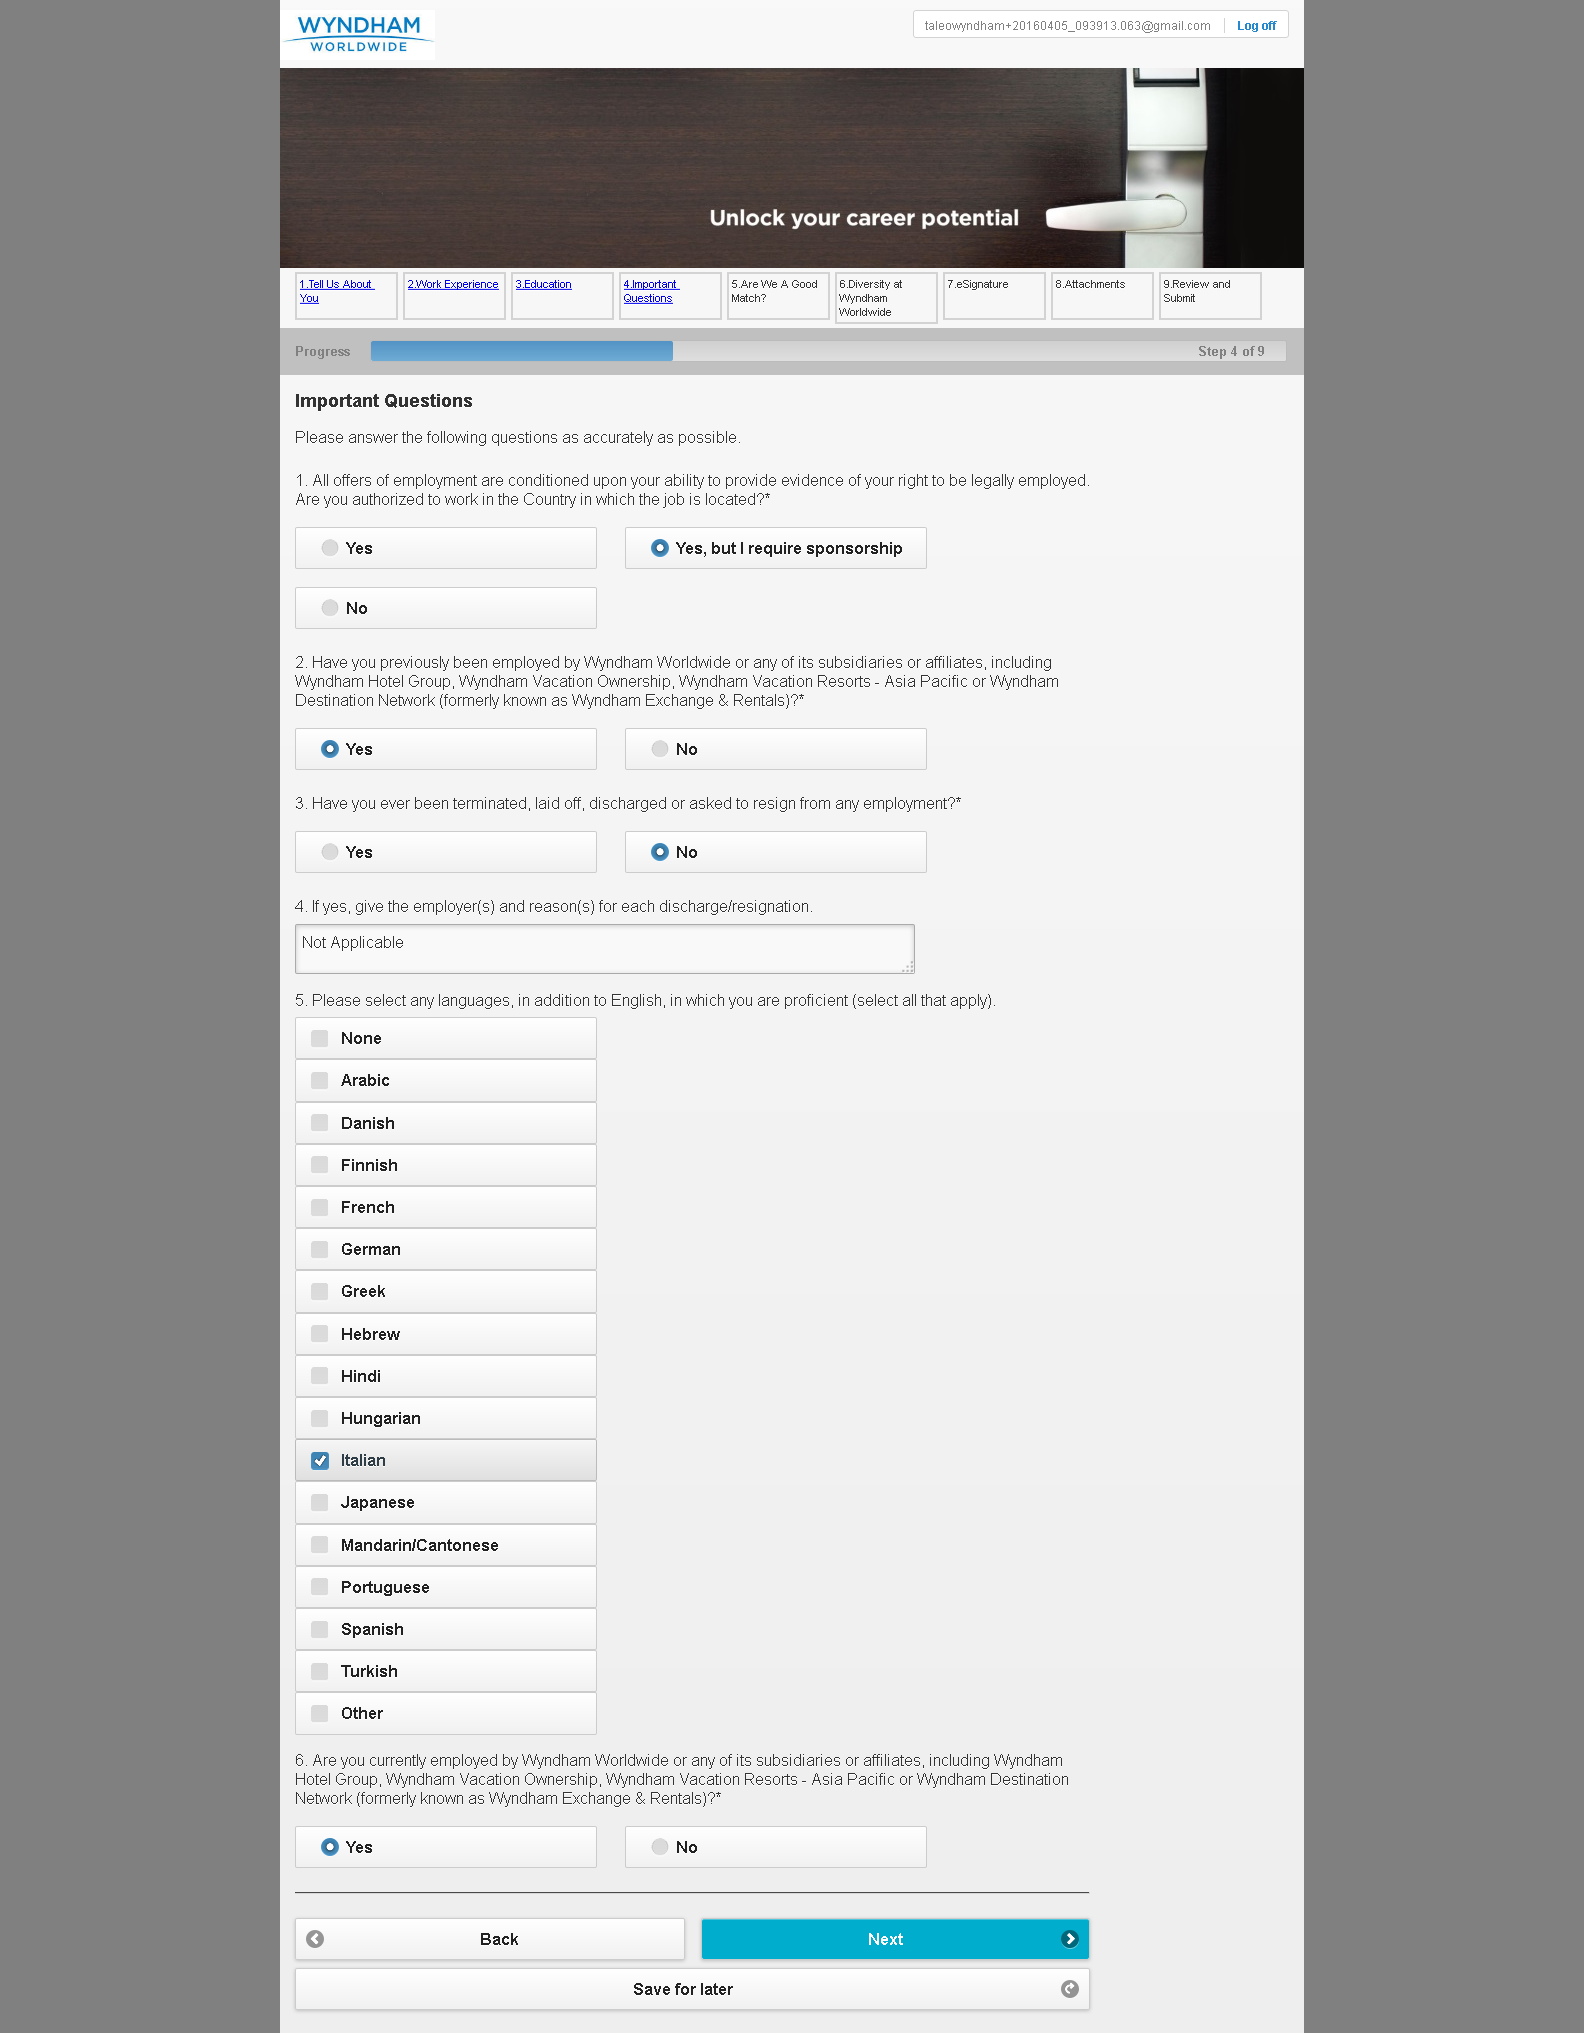 WYNDHAM
WORLDWIDE
taleowyndham+20160405_093913.063@gmail.com
Log off
Unlock your career potential
1.Tell Us About
You
2.Work Experience
3.Education
4.Important
Questions
5.Are We A Good
Match?
6.Diversity at
Wyndham
Worldwide
7.eSignature
8.Attachments
9.Review and
Submit
Progress
Step 4 of 9
Important Questions
Please answer the following questions as accurately as possible.
1. All offers of employment are conditioned upon your ability to provide evidence of your right to be legally employed.
Are you authorized to work in the Country in which the job is located?*
Yes
Yes, but I require sponsorship
No
2. Have you previously been employed by Wyndham Worldwide or any of its subsidiaries or affiliates, including
Wyndham Hotel Group, Wyndham Vacation Ownership, Wyndham Vacation Resorts - Asia Pacific or Wyndham
Destination Network (formerly known as Wyndham Exchange & Rentals)?*
Yes
No
3. Have you ever been terminated, laid off, discharged or asked to resign from any employment?*
Yes
No
4. If yes, give the employer(s) and reason(s) for each discharge/resignation.
Not Applicable
5. Please select any languages, in addition to English, in which you are proficient (select all that apply).
None
Arabic
Danish
Finnish
French
German
Greek
Hebrew
Hindi
Hungarian
Italian
Japanese
Mandarin/Cantonese
Portuguese
Spanish
Turkish
Other
6. Are you currently employed by Wyndham Worldwide or any of its subsidiaries or affiliates, including Wyndham
Hotel Group, Wyndham Vacation Ownership, Wyndham Vacation Resorts - Asia Pacific or Wyndham Destination
Network (formerly known as Wyndham Exchange & Rentals)?*
Yes
No
Back
Next
Save for later